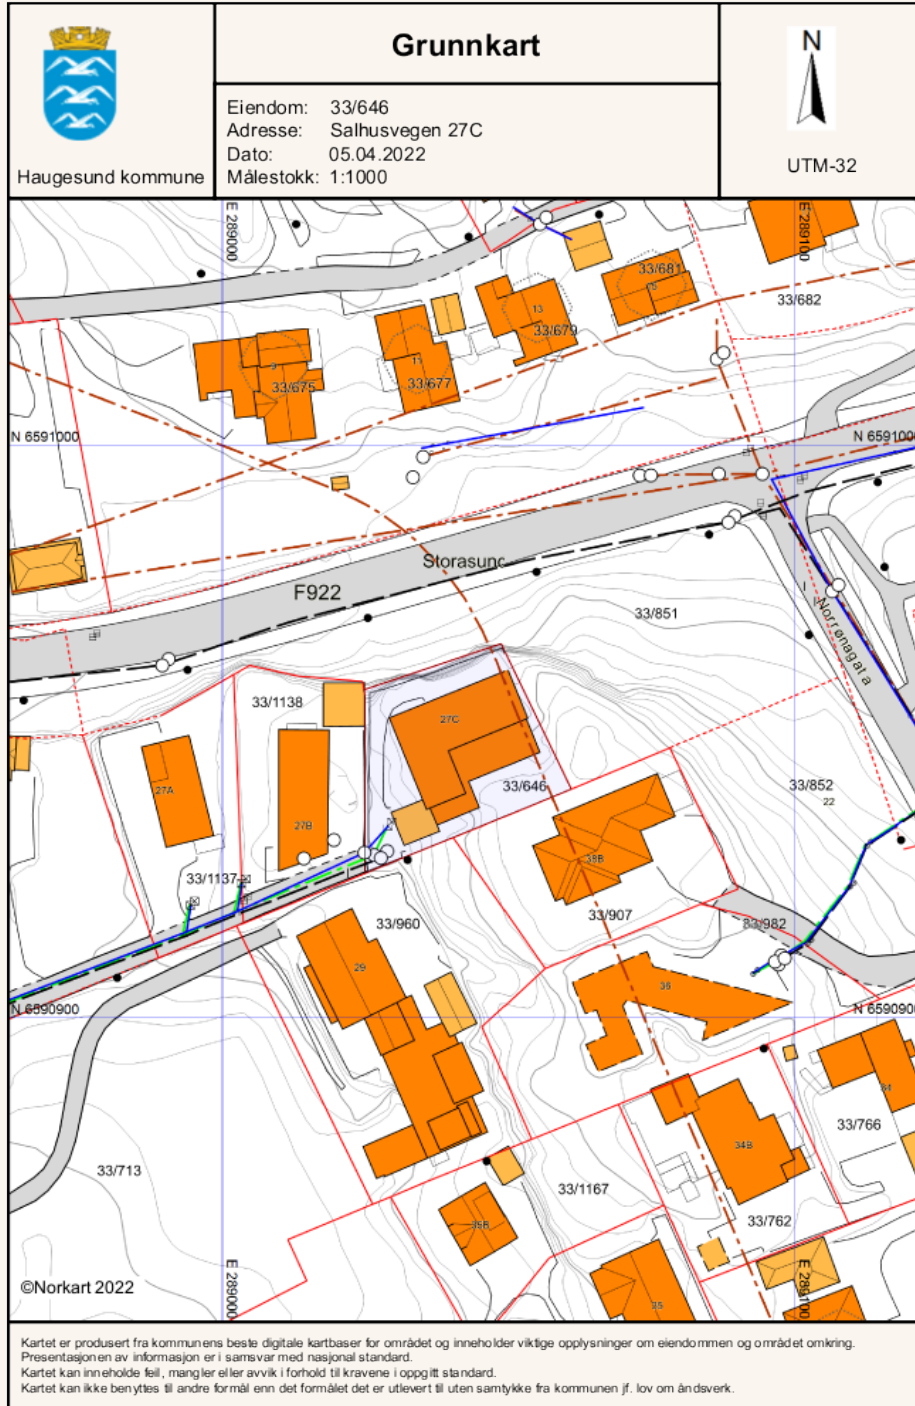 Grunnkart
N
Eiendom: 33/646
Adresse: Salhusvegen 27C
Dato: 05.04.2022
Målestokk: 1:1000
Haugesund kommune
UTM-32
E 289000
E 289100
33/681
33/682
13
33/679
11
33/677
33/675
N 6591000
N 6591000
Storasund
F922
33/851
Norrønagata
33/1138
27C
33/646
33/852
22
27A
27B
38B
33/1137
33/960
33/907
33/982
29
36
N 6590900
N 6590900
33/766
34B
33/713
33/1167
33/762
35B
E 289000
E 289100
35
©Norkart 2022
Kartet er produsert fra kommunens beste digitale kartbaser for området og inneholder viktige opplysninger om eiendommen og området omkring.
Presentasjonen av informasjon er i samsvar med nasjonal standard.
Kartet kan inneholde feil, mangler eller avvik i forhold til kravene i oppgitt standard.
Kartet kan ikke benyttes til andre formål enn det formålet det er utlevert til uten samtykke fra kommunen jf. lov om åndsverk.